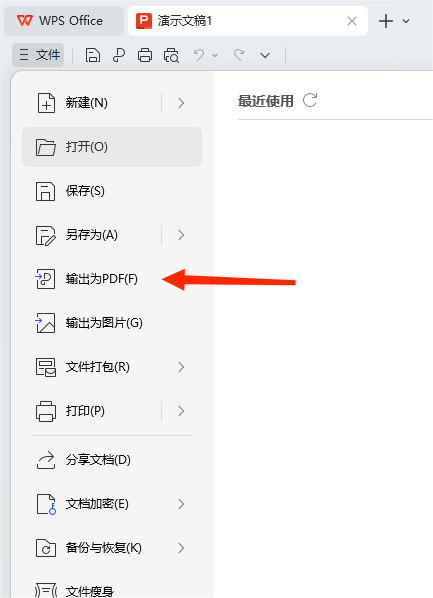 WPS Office
演示文稿1
文件
最近使用
新建(N)
打开(O)
保存(S)
另存为(A)
输出为PDF(F)
输出为图片(G)
文件打包(R)
打印(P)
分享文档(D)
文档加密(E)
备份与恢复(K)
文件瘦身